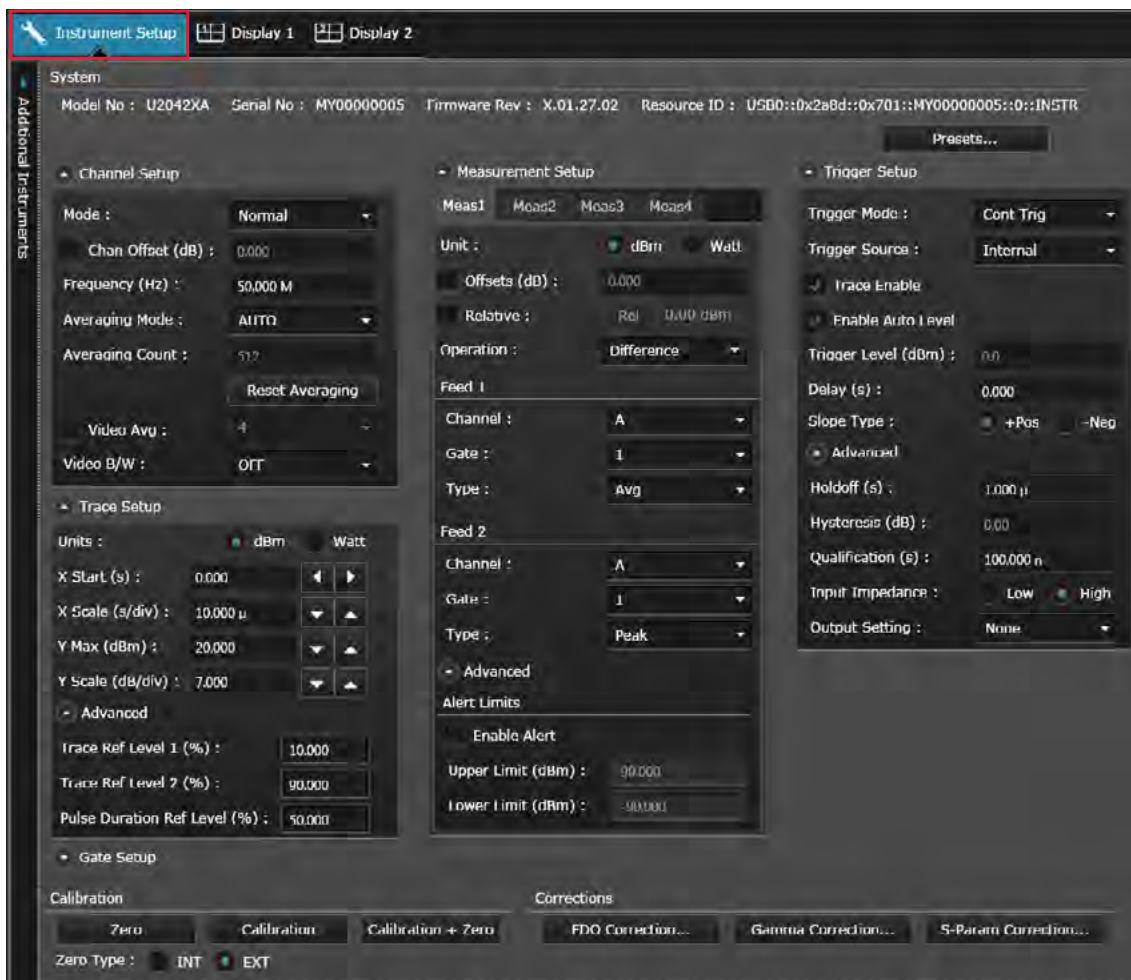 Instrument Setup Display 1 Display 2
Additional Instruments
System
Model No : U2042XA Serial No : MY00000005 Firmware Rev : X.01.27.02 Resource ID : USB0::0x2a8d::0x701::MY00000005::0::INSTR
Presets...
Channel Setup
Mode : Normal
Chan Offset (dB) : 0.000
Frequency (Hz) : 50.000 M
Averaging Mode : AUTO
Averaging Count : 512
Reset Averaging
Video Avg : 4
Video B/W : OFF
Trace Setup
Units : dBm Watt
X Start (s) : 0.000
X Scale (s/div) : 10.000 µ
Y Max (dBm) : 20.000
Y Scale (dB/div) : 7.000
Advanced
Trace Ref Level 1 (%) : 10.000
Trace Ref Level 2 (%) : 90.000
Pulse Duration Ref Level (%) : 50.000
Gate Setup
Measurement Setup
Meas1 Meas2 Meas3 Meas4
Unit : dBm Watt
Offsets (dB) : 0.000
Relative : Rel 0.00 dBm
Operation : Difference
Feed 1
Channel : A
Gate : 1
Type : Avg
Feed 2
Channel : A
Gate : 1
Type : Peak
Advanced
Alert Limits
Enable Alert
Upper Limit (dBm) : 90.000
Lower Limit (dBm) : -90.000
Trigger Setup
Trigger Mode : Cont Trig
Trigger Source : Internal
Trace Enable
Enable Auto Level
Trigger Level (dBm) : 0.0
Delay (s) : 0.000
Slope Type : +Pos -Neg
Advanced
Holdoff (s) : 1.000 µ
Hysteresis (dB) : 0.00
Qualification (s) : 100.000 n
Input Impedance : Low High
Output Setting : None
Calibration
Zero Calibration Calibration + Zero
Zero Type : INT EXT
Corrections
FDO Correction... Gamma Correction... S-Param Correction...